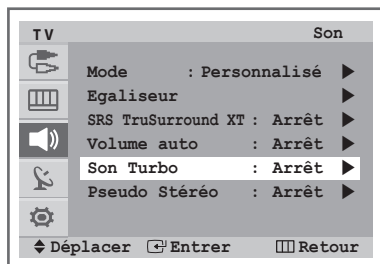 TV Son
Mode : Personnalisé ▶
Egaliseur ▶
SRS TruSurround XT : Arrêt ▶
Volume auto : Arrêt ▶
Son Turbo : Arrêt ▶
Pseudo Stéréo : Arrêt ▶
Déplacer Entrer Retour